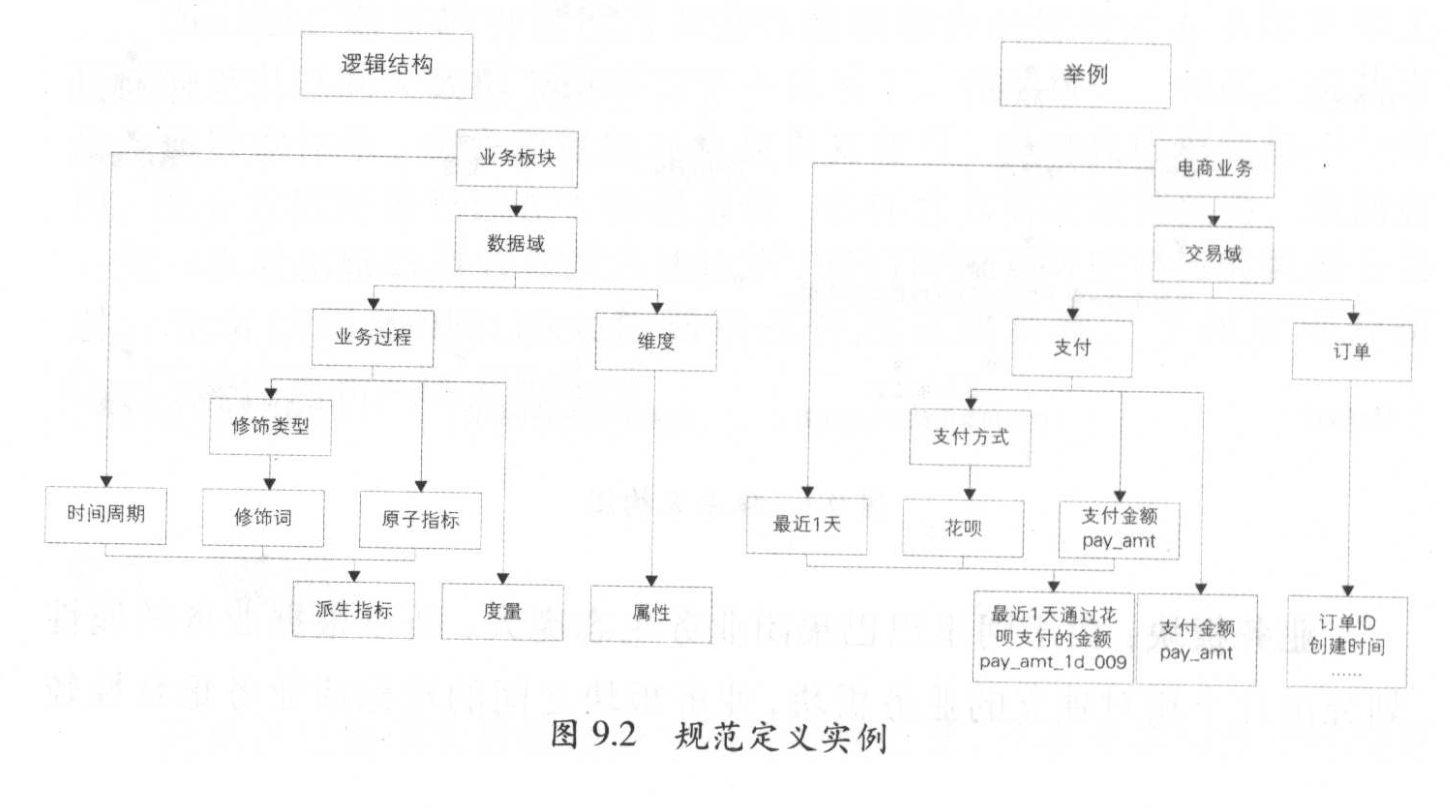 逻辑结构
举例
业务板块
数据域
业务过程
维度
修饰类型
时间周期
修饰词
原子指标
派生指标
度量
属性
电商业务
交易域
支付
订单
支付方式
最近1天
花呗
支付金额
pay_amt
最近1天通过花
呗支付的金额
pay_amt_1d_009
支付金额
pay_amt
订单ID
创建时间
......
图 9.2 规范定义实例